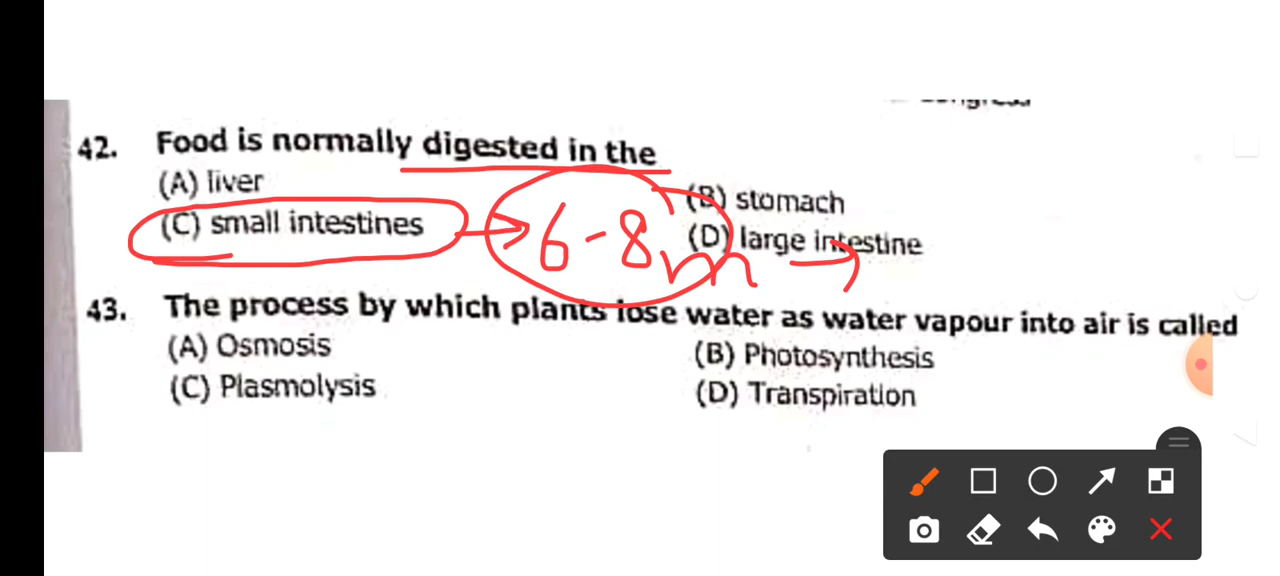 42. Food is normally digested in the
(A) liver
(B) stomach
(C) small intestines
6-8m
(D) large intestine
43. The process by which plants lose water as water vapour into air is called
(A) Osmosis
(B) Photosynthesis
(C) Plasmolysis
(D) Transpiration